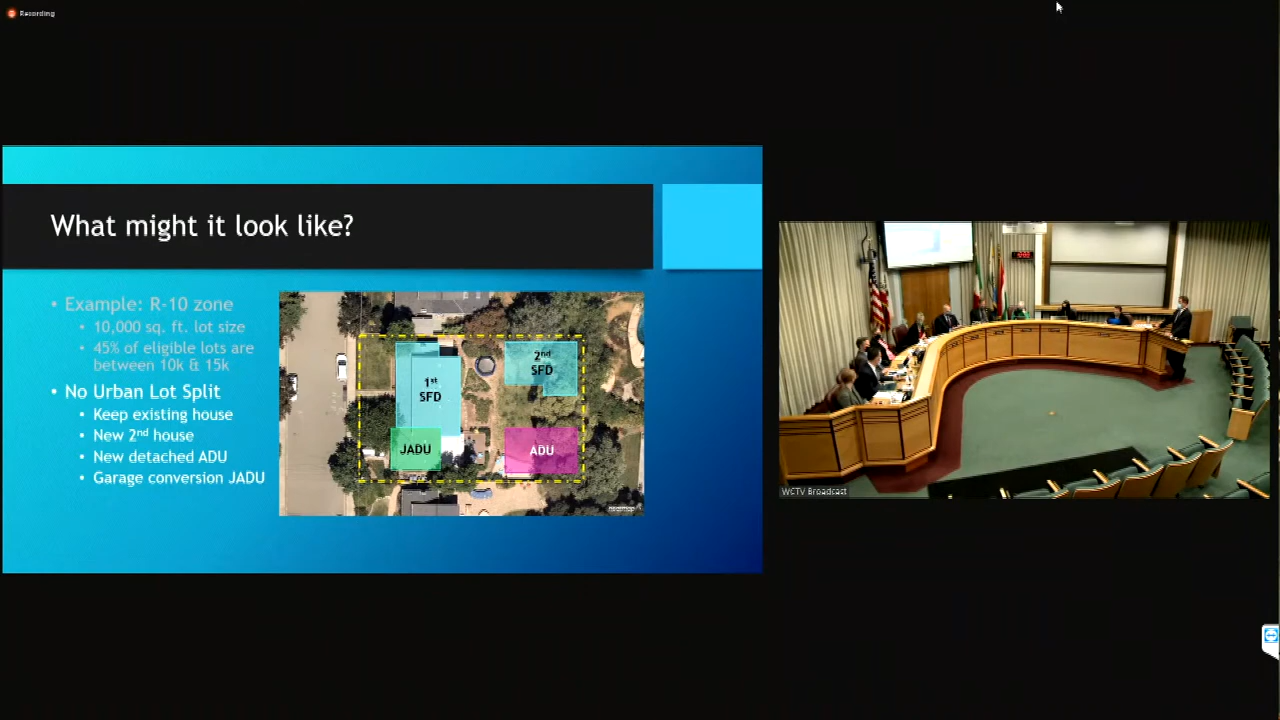 Recording
What might it look like?
• Example: R-10 zone
• 10,000 sq. ft. lot size
• 45% of eligible lots are
between 10k & 15k
• No Urban Lot Split
• Keep existing house
• New 2nd house
• New detached ADU
• Garage conversion JADU
1st
SFD
2nd
SFD
JADU
ADU
WCTV Broadcast